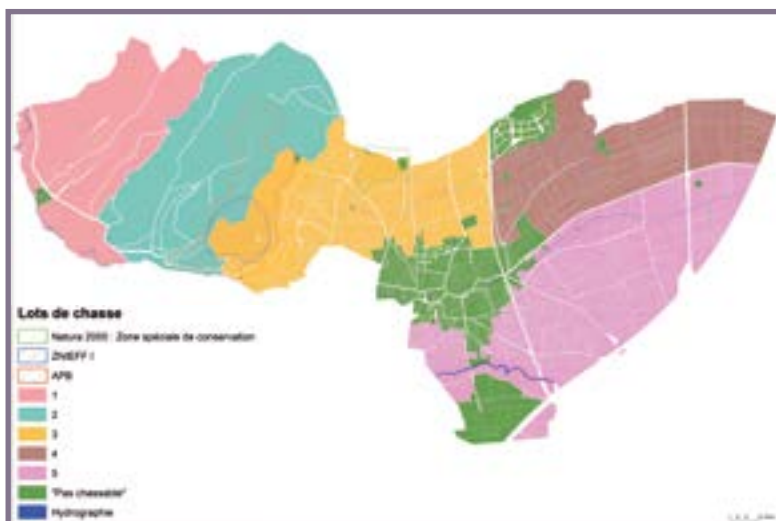 Lots de chasse
Natura 2000 : Zone spéciale de conservation
ZNIEFF I
APB
1
2
3
4
5
"Pas chassable"
Hydrographie